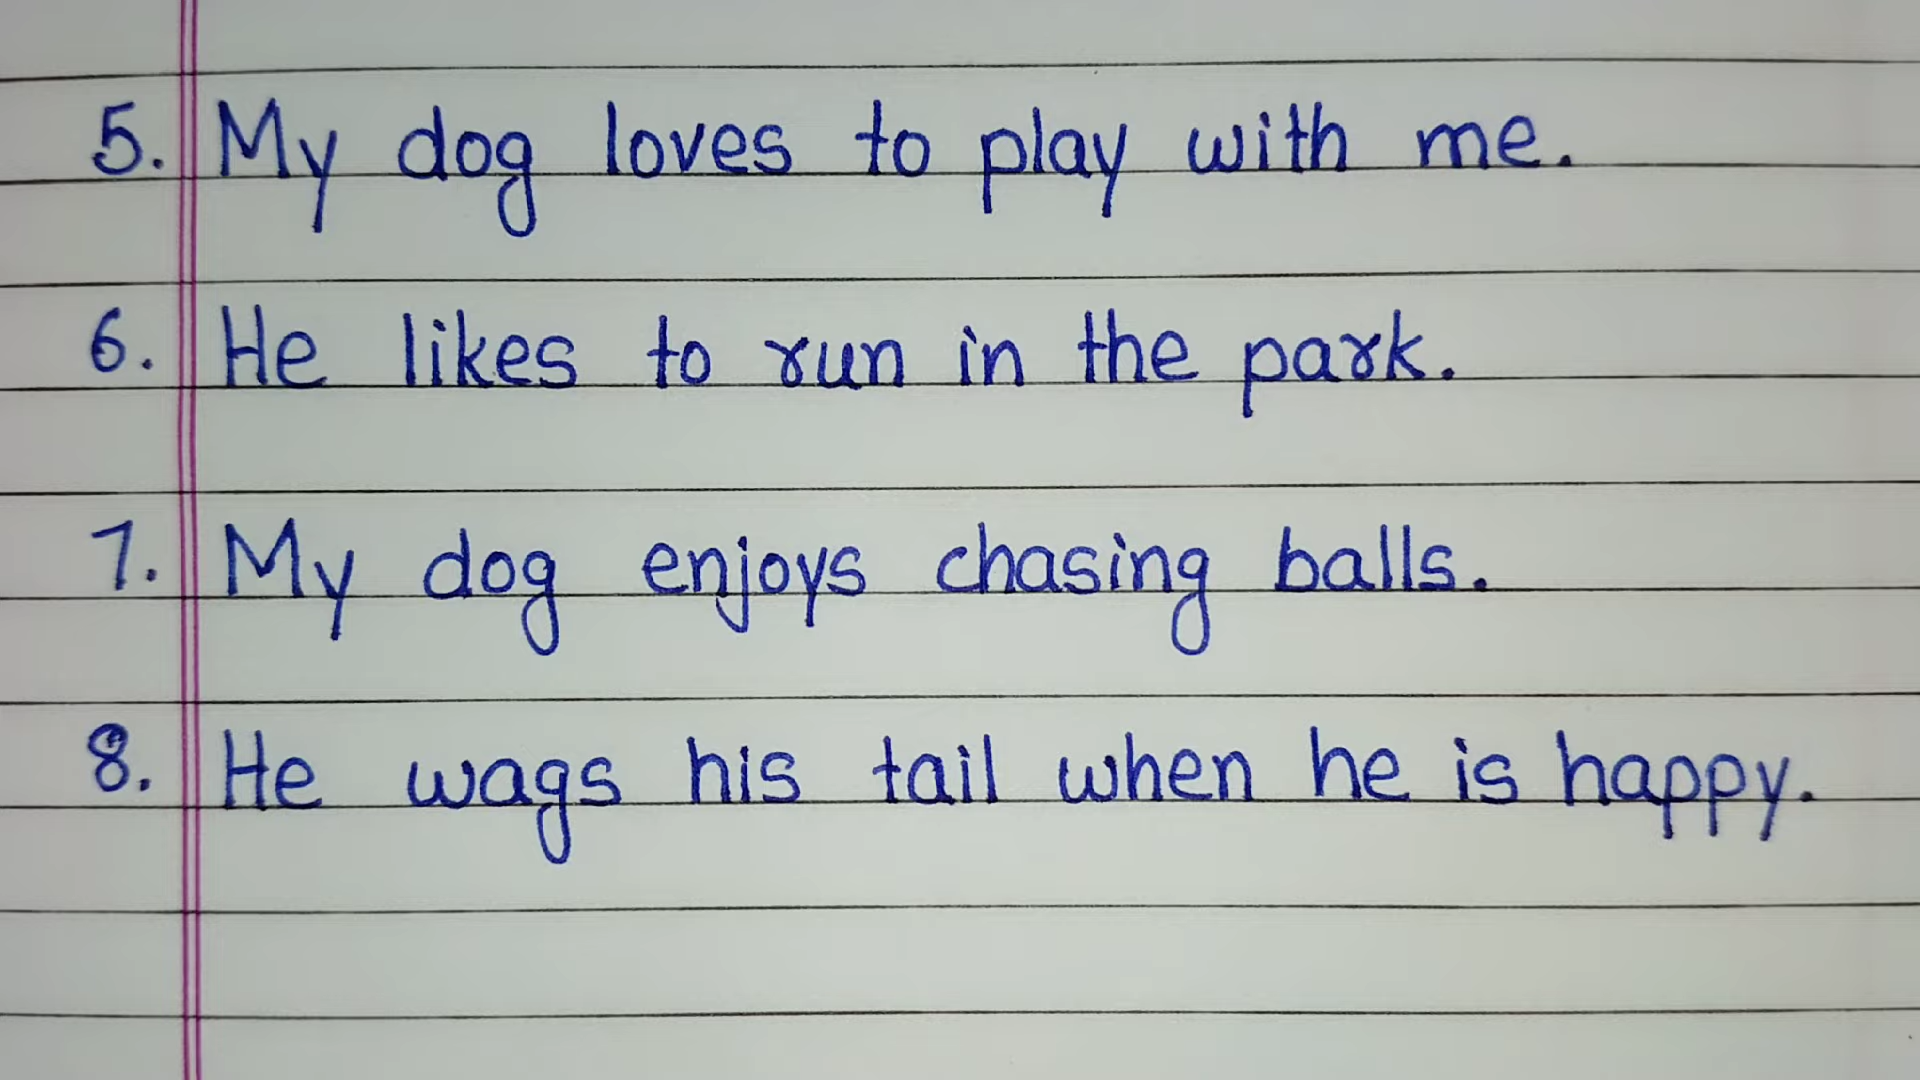 5. My dog loves to play with me.
6. He likes to run in the park.
7. My dog enjoys chasing balls.
8. He wags his tail when he is happy.